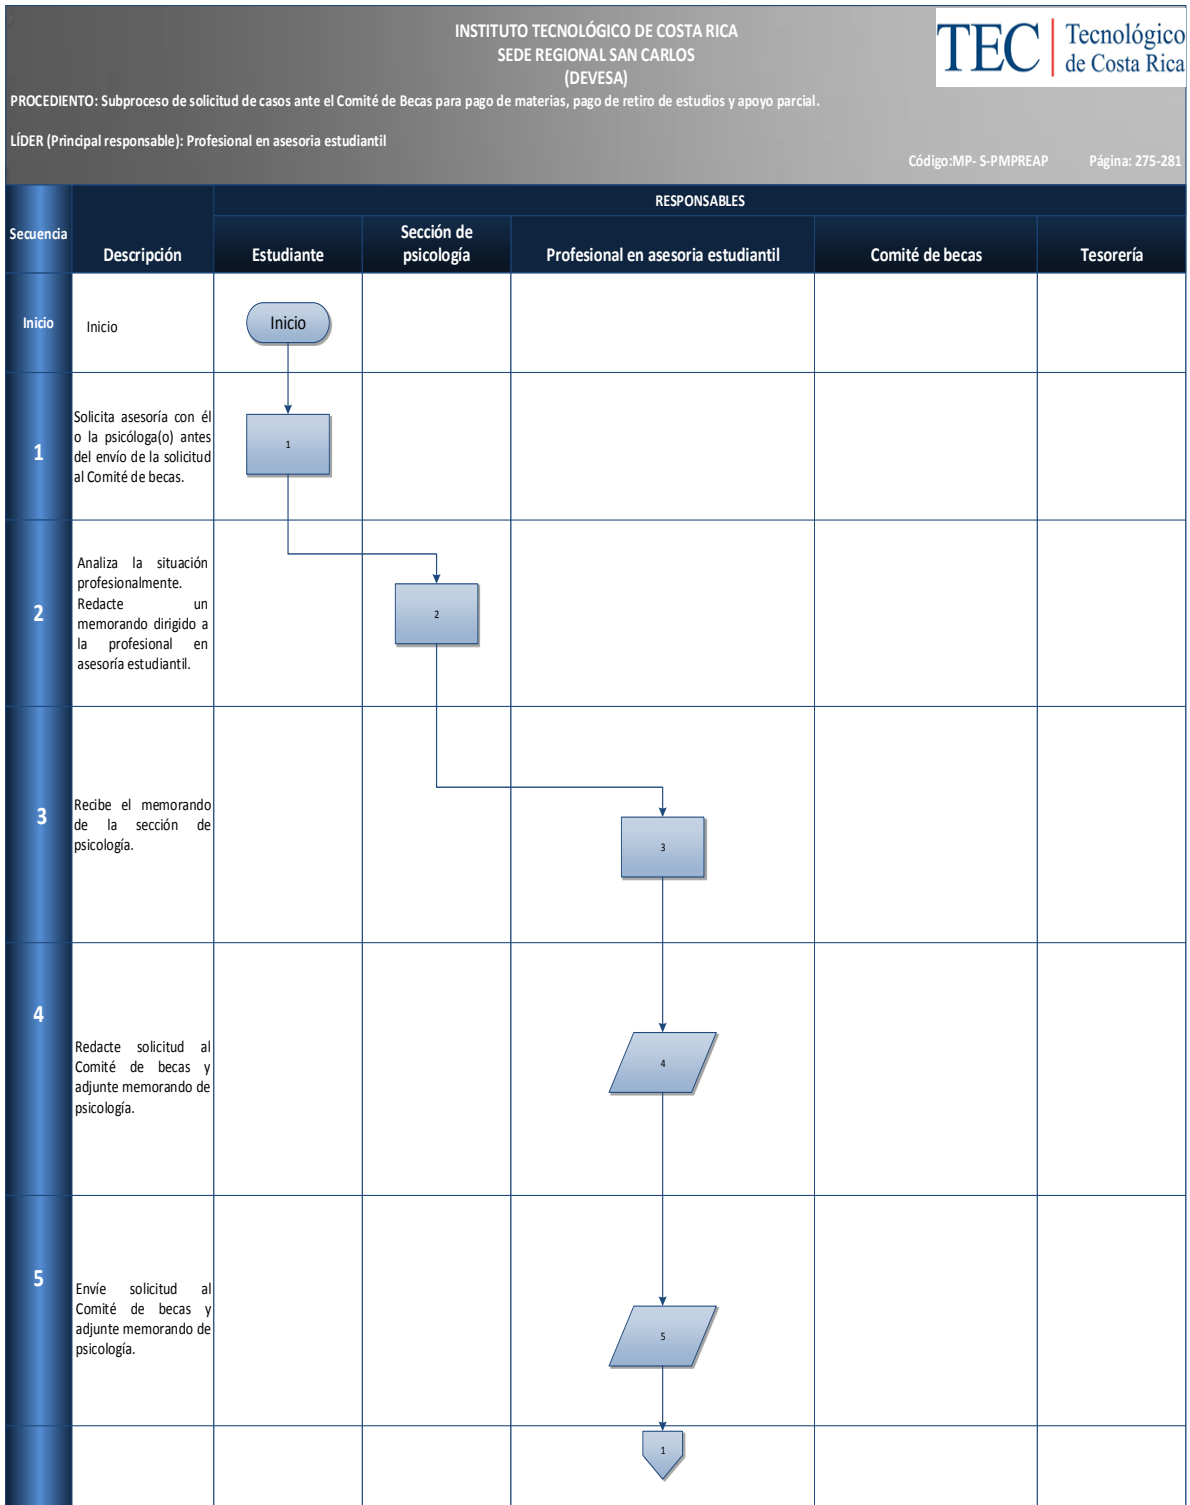 INSTITUTO TECNOLÓGICO DE COSTA RICA
SEDE REGIONAL SAN CARLOS
(DEVESA)
TEC Tecnológico
de Costa Rica
PROCEDIENTO: Subproceso de solicitud de casos ante el Comité de Becas para pago de materias, pago de retiro de estudios y apoyo parcial.
LÍDER (Principal responsable): Profesional en asesoria estudiantil
Código:MP- S-PMPREAP Página: 275-281
RESPONSABLES
Secuencia
Descripción
Estudiante
Sección de
psicología
Profesional en asesoria estudiantil
Comité de becas
Tesorería
Inicio
Inicio
Inicio
1
Solicita asesoría con él
o la psicóloga(o) antes
del envío de la solicitud
al Comité de becas.
1
2
Analiza la situación
profesionalmente.
Redacte un
memorando dirigido a
la profesional en
asesoría estudiantil.
2
3
Recibe el memorando
de la sección de
psicología.
3
4
Redacte solicitud al
Comité de becas y
adjunte memorando de
psicología.
4
5
Envíe solicitud al
Comité de becas y
adjunte memorando de
psicología.
5
1